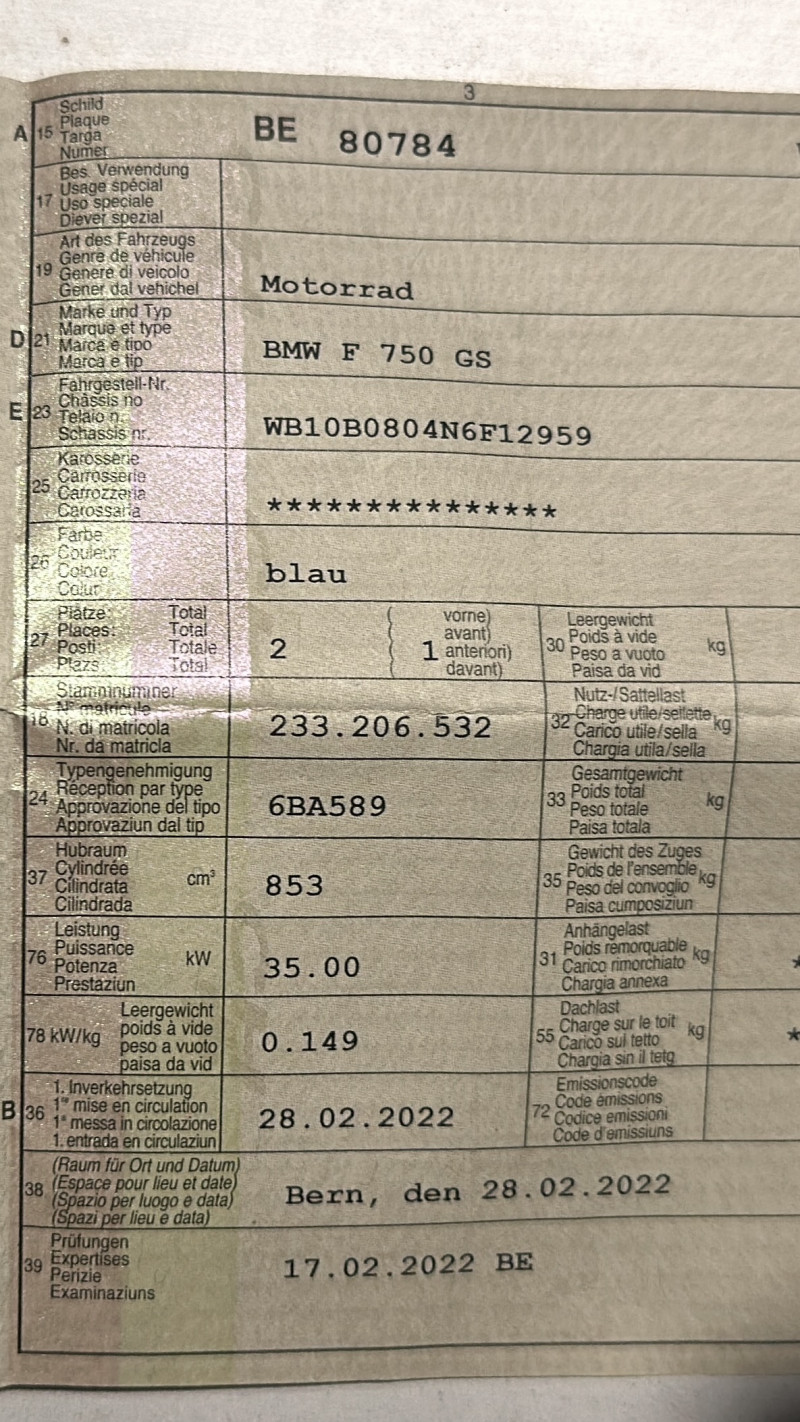 3
A 15 Schild
Plaque
Targa
Numer
BE 80784
17 Bes. Verwendung
Usage spécial
Uso speciale
Diever spezial
19 Art des Fahrzeugs
Genre de véhicule
Genere di veicolo
Gener dal vehichel
Motorrad
D 21 Marke und Typ
Marque et type
Marca e tipo
Marca e tip
BMW F 750 GS
E 23 Fahrgestell-Nr.
Châssis no
Telaio n.
Schassis nr.
WB10B0804N6F12959
25 Karosserie
Carrosserie
Carrozzeria
Carossaria
***************
26 Farbe
Couleur
Colore
Colur
blau
27 Plätze: Total
Places: Total
Posti: Totale
Plazs: Total
2 ( 1 vorne)
( avant)
( anteriori)
( davant)
30 Leergewicht
Poids à vide
Peso a vuoto
Paisa da vid
kg
18 Stammnummer
N° matricule
N. di matricola
Nr. da matricla
233.206.532
32 Nutz-/Sattellast
Charge utile/sellette
Carico utile/sella
Chargia utila/sella
kg
24 Typengenehmigung
Réception par type
Approvazione del tipo
Approvaziun dal tip
6BA589
33 Gesamtgewicht
Poids total
Peso totale
Paisa totala
kg
37 Hubraum
Cylindrée
Cilindrata
Cilindrada
cm³
853
35 Gewicht des Zuges
Poids de l'ensemble
Peso del convoglio
Paisa cumposiziun
kg
76 Leistung
Puissance
Potenza
Prestaziun
kW
35.00
31 Anhängelast
Poids remorquable
Carico rimorchiato
Chargia annexa
kg
*
78 kW/kg Leergewicht
poids à vide
peso a vuoto
paisa da vid
0.149
55 Dachlast
Charge sur le toit
Carico sul tetto
Chargia sin il tetg
kg
*
B 36 1. Inverkehrsetzung
1re mise en circulation
1a messa in circolazione
1. entrada en circulaziun
28.02.2022
72 Emissionscode
Code émissions
Codice emissioni
Code d'emissiuns
38 (Raum für Ort und Datum)
(Espace pour lieu et date)
(Spazio per luogo e data)
(Spazi per lieu e data)
Bern, den 28.02.2022
39 Prüfungen
Expertises
Perizie
Examinaziuns
17.02.2022 BE